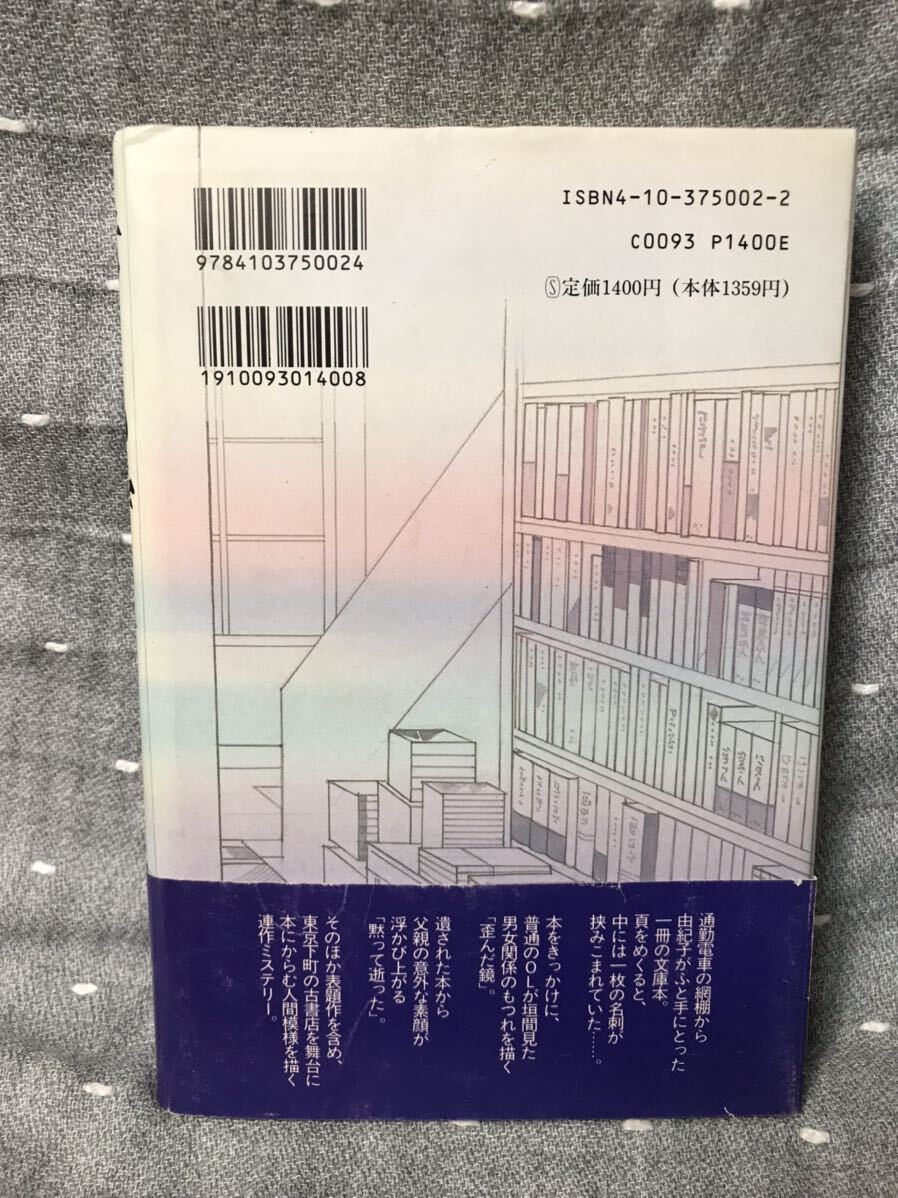 ISBN4-10-375002-2
C0093 P1400E
Ⓢ定価1400円(本体1359円)
9784103750024
1910093014008
通勤電車の網棚から
由紀子がふと手にとった
一冊の文庫本。
頁をめくると、
中には一枚の名刺が
挟みこまれていた……。
本をきっかけに、
普通のOLが垣間見た
男女関係のもつれを描く
「歪んだ鏡」。
遺された本から
父親の意外な素顔が
浮かび上がる
「黙って逝った」。
そのほか表題作を含め、
東京下町の古書店を舞台に
本にからむ人間模様を描く
連作ミステリー。